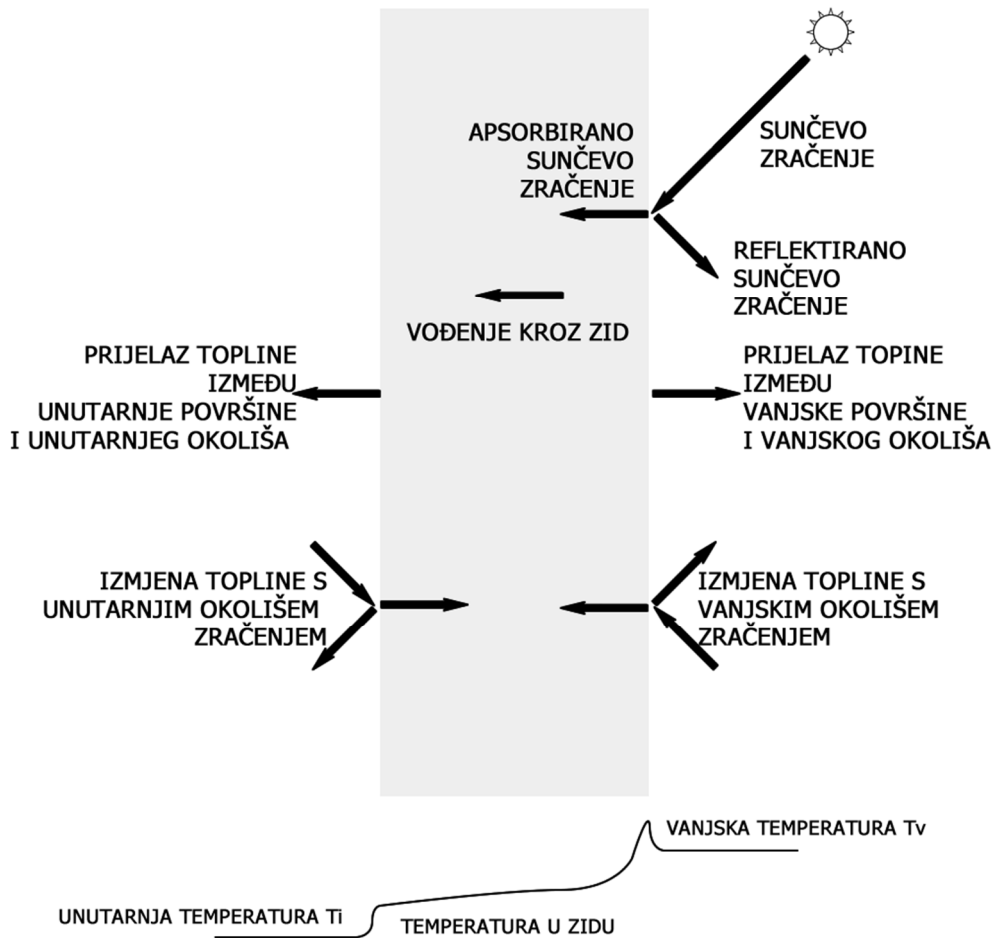 APSORBIRANO
SUNČEVO
ZRAČENJE
SUNČEVO
ZRAČENJE
REFLEKTIRANO
SUNČEVO
ZRAČENJE
VOĐENJE KROZ ZID
PRIJELAZ TOPLINE
IZMEĐU
UNUTARNJE POVRŠINE
I UNUTARNJEG OKOLIŠA
PRIJELAZ TOPINE
IZMEĐU
VANJSKE POVRŠINE
I VANJSKOG OKOLIŠA
IZMJENA TOPLINE S
UNUTARNJIM OKOLIŠEM
ZRAČENJEM
IZMJENA TOPLINE S
VANJSKIM OKOLIŠEM
ZRAČENJEM
VANJSKA TEMPERATURA Tv
UNUTARNJA TEMPERATURA Ti
TEMPERATURA U ZIDU